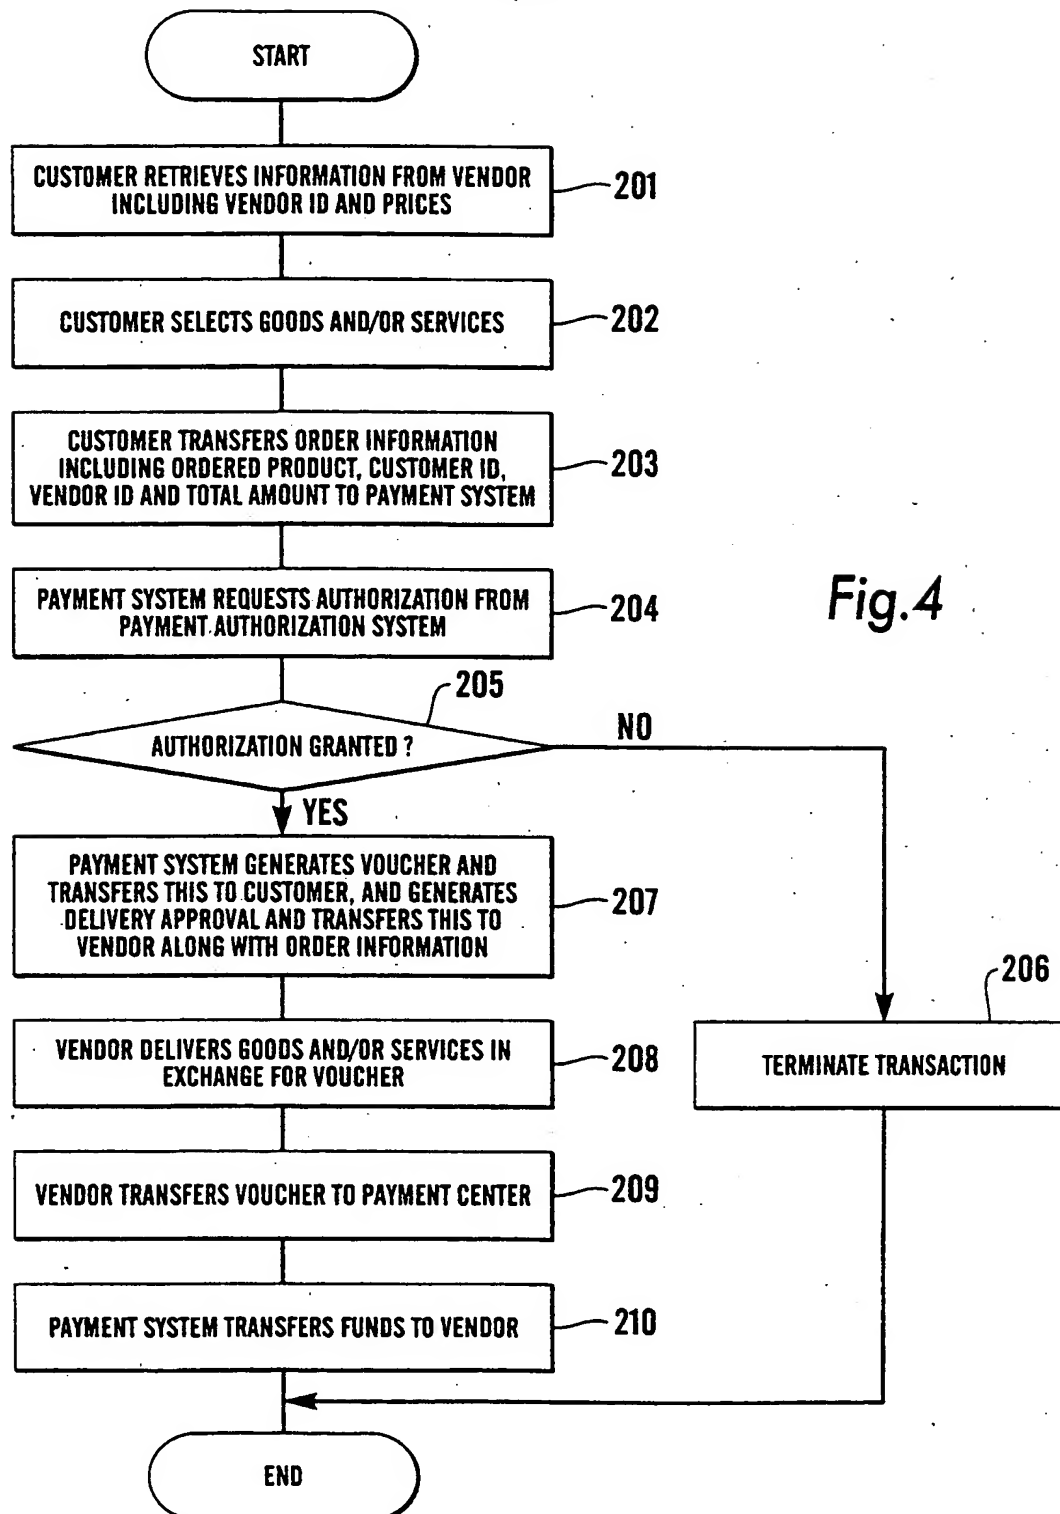 START
CUSTOMER RETRIEVES INFORMATION FROM VENDOR
INCLUDING VENDOR ID AND PRICES
201
CUSTOMER SELECTS GOODS AND/OR SERVICES
202
CUSTOMER TRANSFERS ORDER INFORMATION
INCLUDING ORDERED PRODUCT, CUSTOMER ID,
VENDOR ID AND TOTAL AMOUNT TO PAYMENT SYSTEM
203
PAYMENT SYSTEM REQUESTS AUTHORIZATION FROM
PAYMENT AUTHORIZATION SYSTEM
204
Fig.4
205
AUTHORIZATION GRANTED ?
NO
YES
PAYMENT SYSTEM GENERATES VOUCHER AND
TRANSFERS THIS TO CUSTOMER, AND GENERATES
DELIVERY APPROVAL AND TRANSFERS THIS TO
VENDOR ALONG WITH ORDER INFORMATION
207
206
TERMINATE TRANSACTION
VENDOR DELIVERS GOODS AND/OR SERVICES IN
EXCHANGE FOR VOUCHER
208
VENDOR TRANSFERS VOUCHER TO PAYMENT CENTER
209
PAYMENT SYSTEM TRANSFERS FUNDS TO VENDOR
210
END